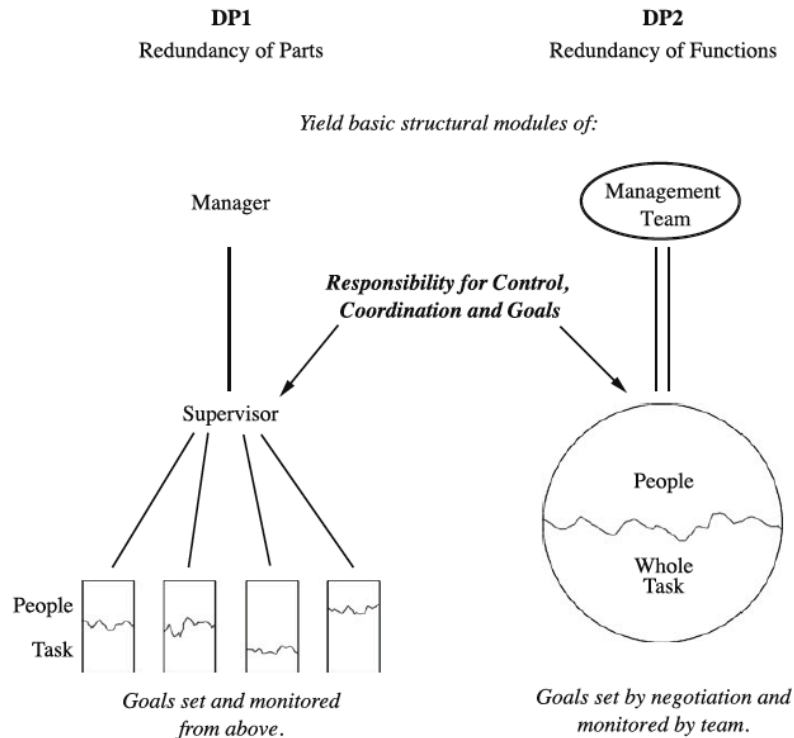 DP1
Redundancy of Parts
DP2
Redundancy of Functions
Yield basic structural modules of:
Manager
Management
Team
Responsibility for Control,
Coordination and Goals
Supervisor
People
Task
People
Whole
Task
Goals set and monitored
from above.
Goals set by negotiation and
monitored by team.